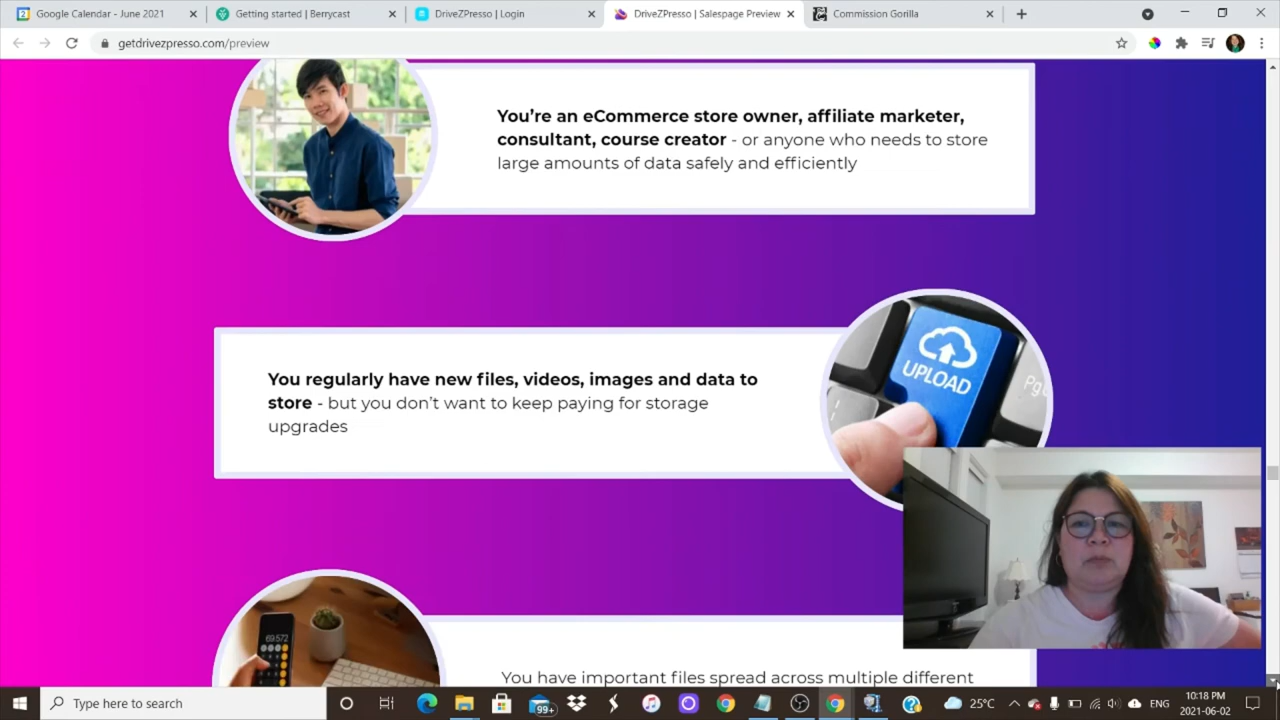 Google Calendar - June 2021
Getting started | Berrycast
DriveZPresso | Login
DriveZPresso | Salespage Preview
Commission Gorilla
getdrivezpresso.com/preview
You're an eCommerce store owner, affiliate marketer,
consultant, course creator - or anyone who needs to store
large amounts of data safely and efficiently
You regularly have new files, videos, images and data to
store - but you don't want to keep paying for storage
upgrades
UPLOAD
Pg
69,572
You have important files spread across multiple different
Type here to search
99+
25°C
ENG
10:18 PM
2021-06-02